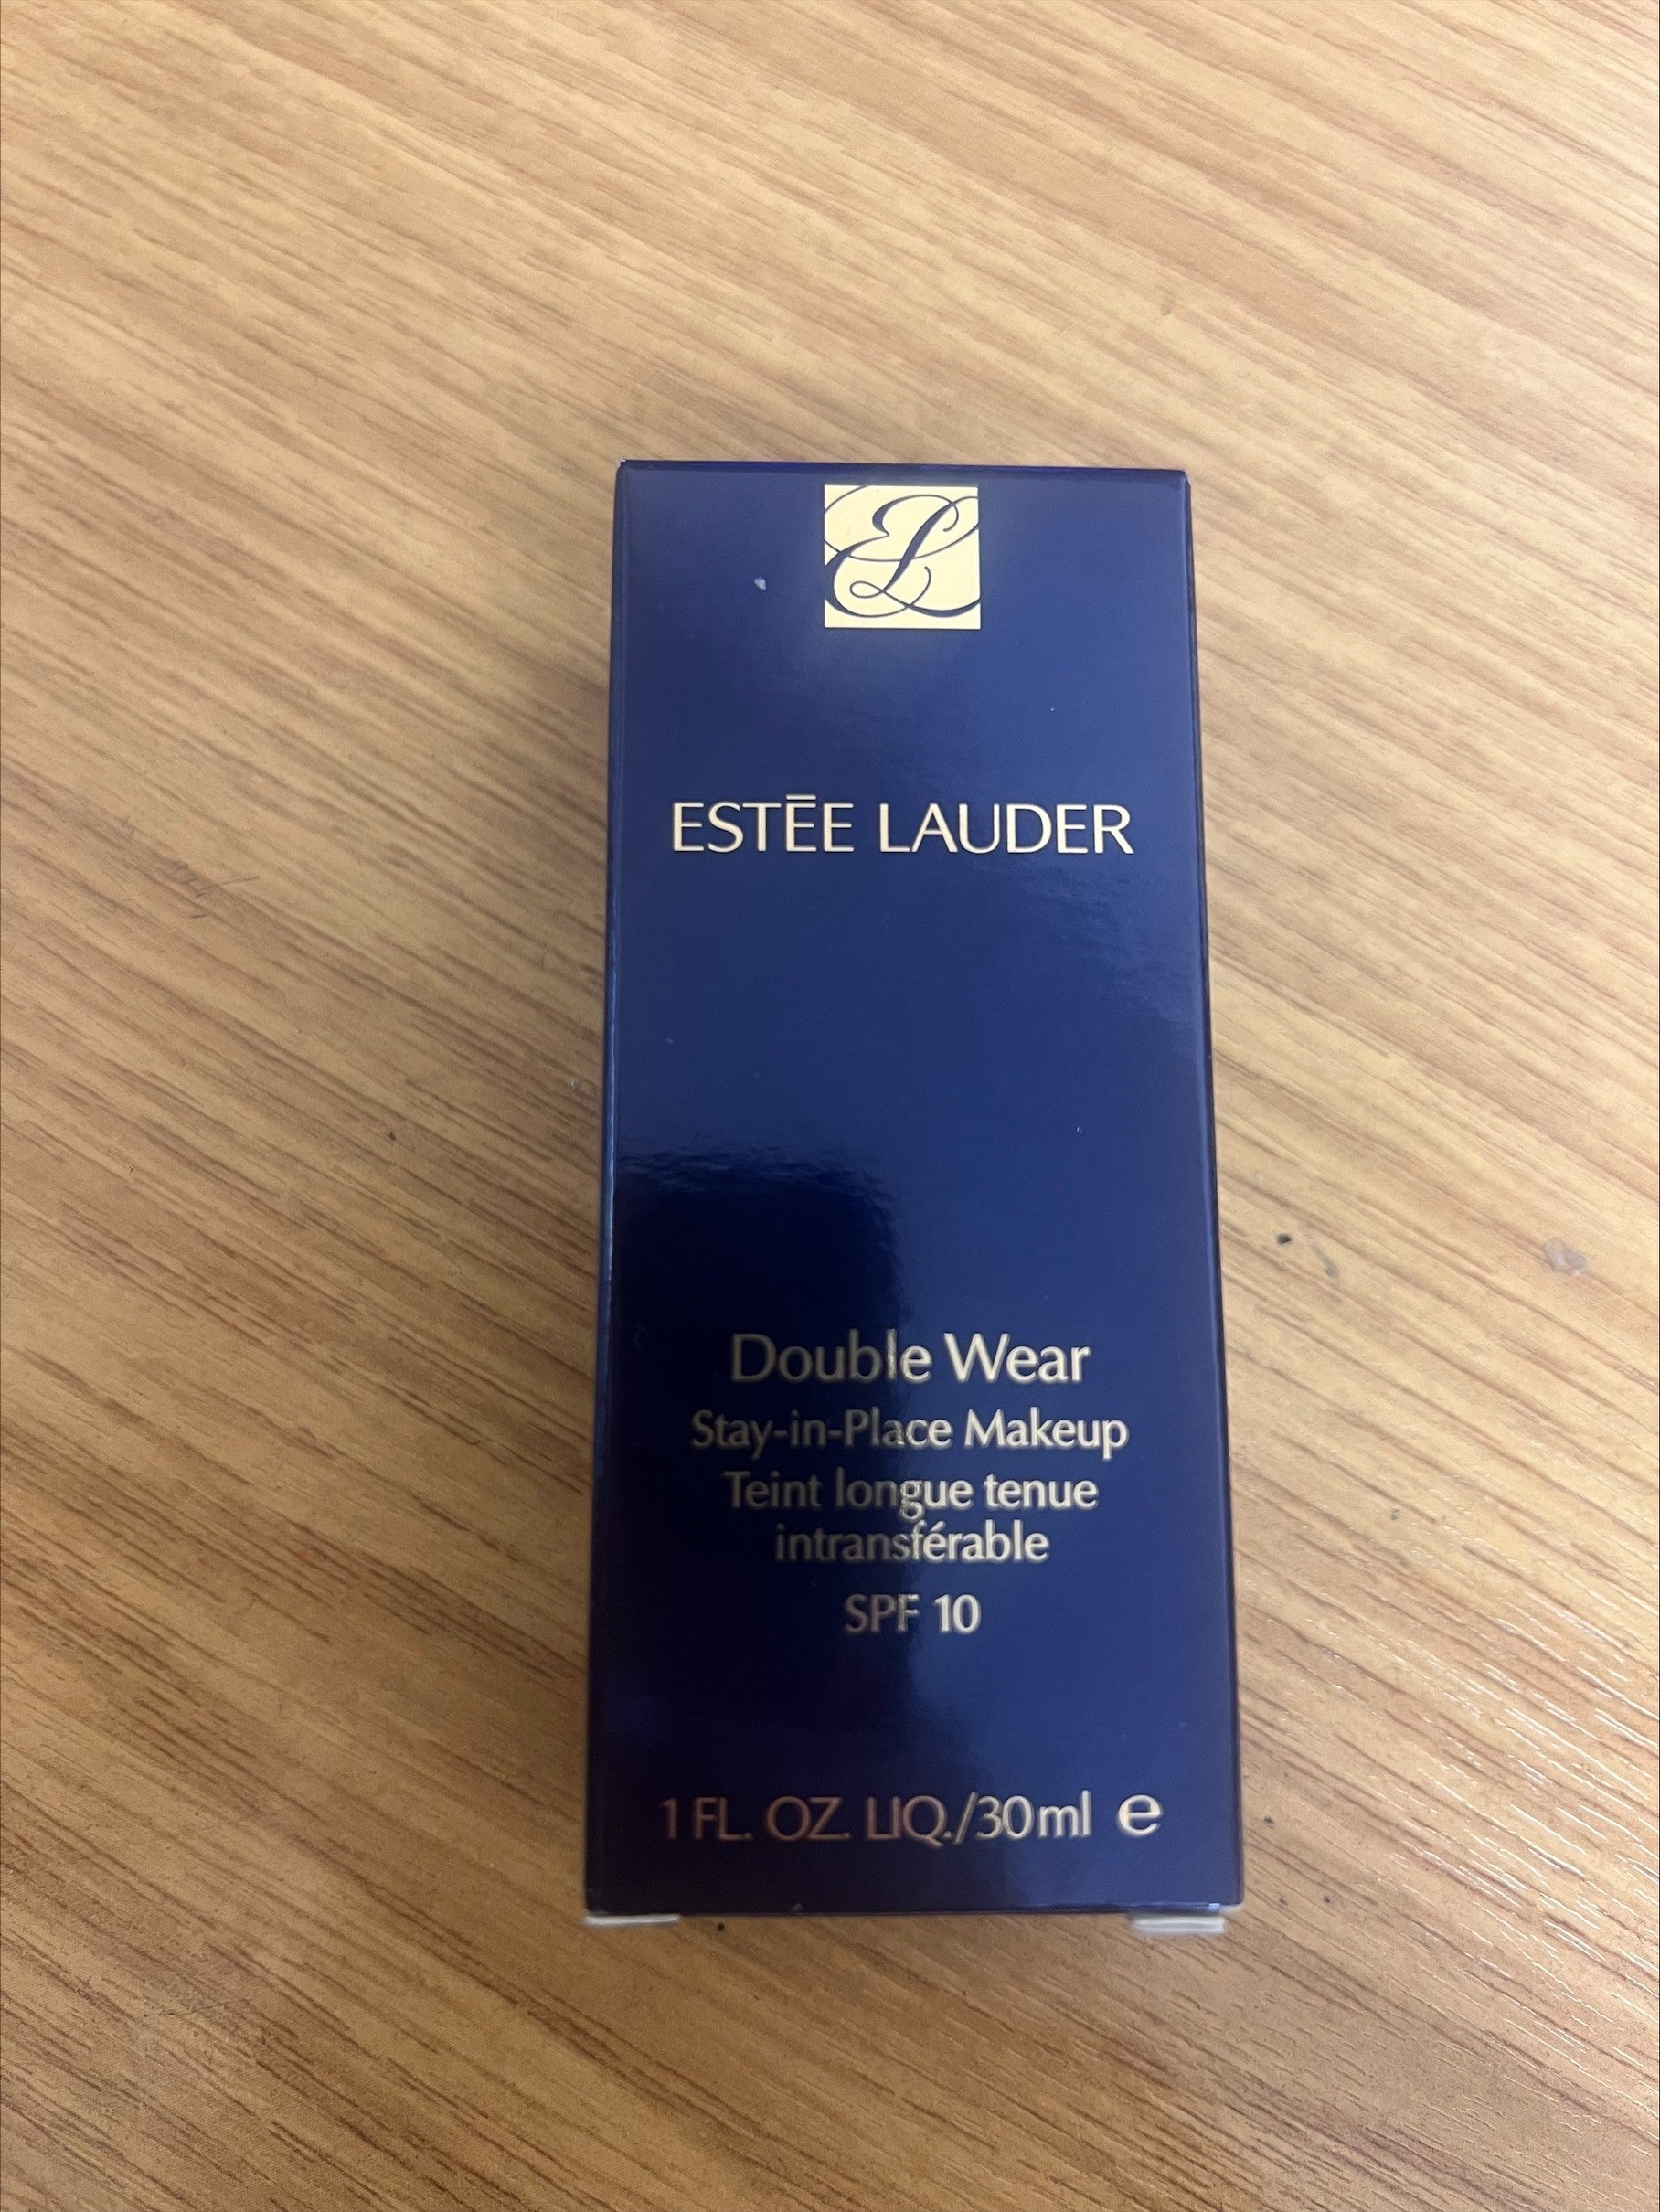 EL
ESTĒE LAUDER
Double Wear
Stay-in-Place Makeup
Teint longue tenue
intransférable
SPF 10
1 FL. OZ. LIQ./30ml ℮